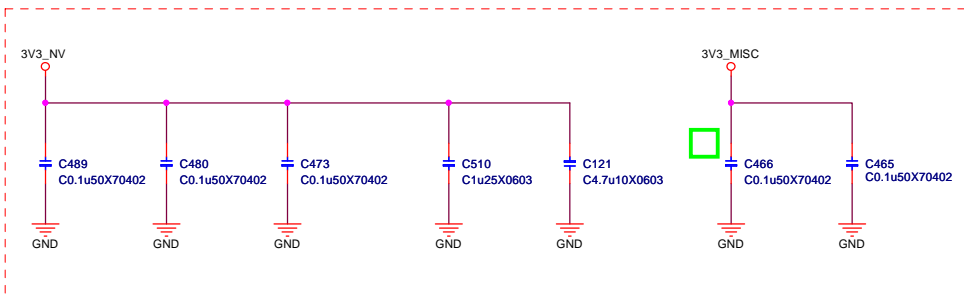 3V3_NV
3V3_MISC
C489
C0.1u50X70402
C480
C0.1u50X70402
C473
C0.1u50X70402
C510
C1u25X0603
C121
C4.7u10X0603
C466
C0.1u50X70402
C465
C0.1u50X70402
GND
GND
GND
GND
GND
GND
GND